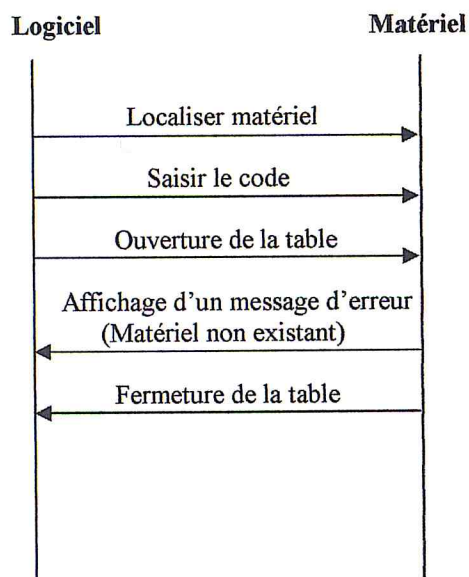 Logiciel
Matériel
Localiser matériel
Saisir le code
Ouverture de la table
Affichage d'un message d'erreur
(Matériel non existant)
Fermeture de la table